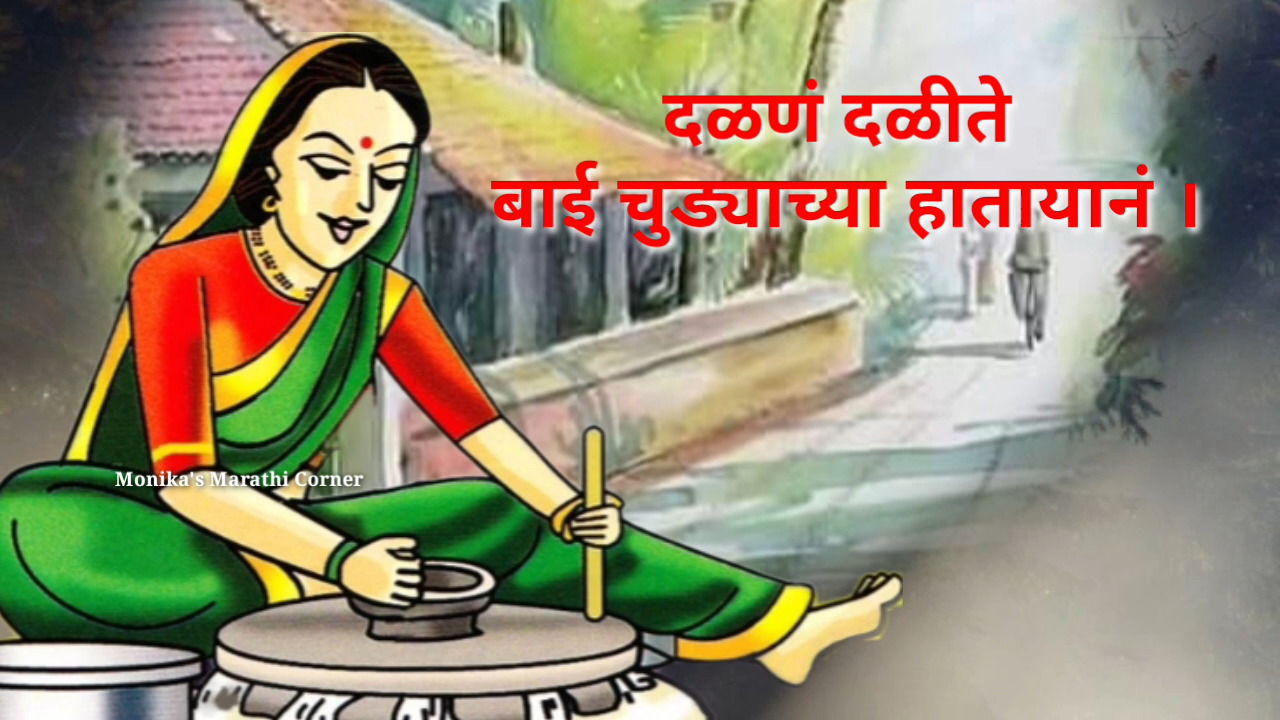 दळणं दळीते
बाई चुड्याच्या हातायानं ।
Monika's Marathi Corner